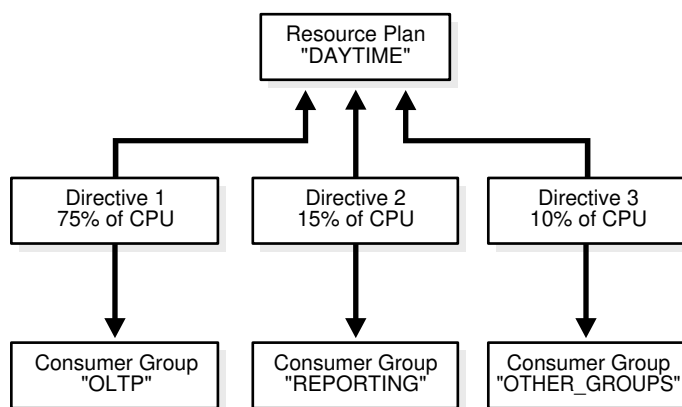 Resource Plan
"DAYTIME"
Directive 1
75% of CPU
Directive 2
15% of CPU
Directive 3
10% of CPU
Consumer Group
"OLTP"
Consumer Group
"REPORTING"
Consumer Group
"OTHER_GROUPS"